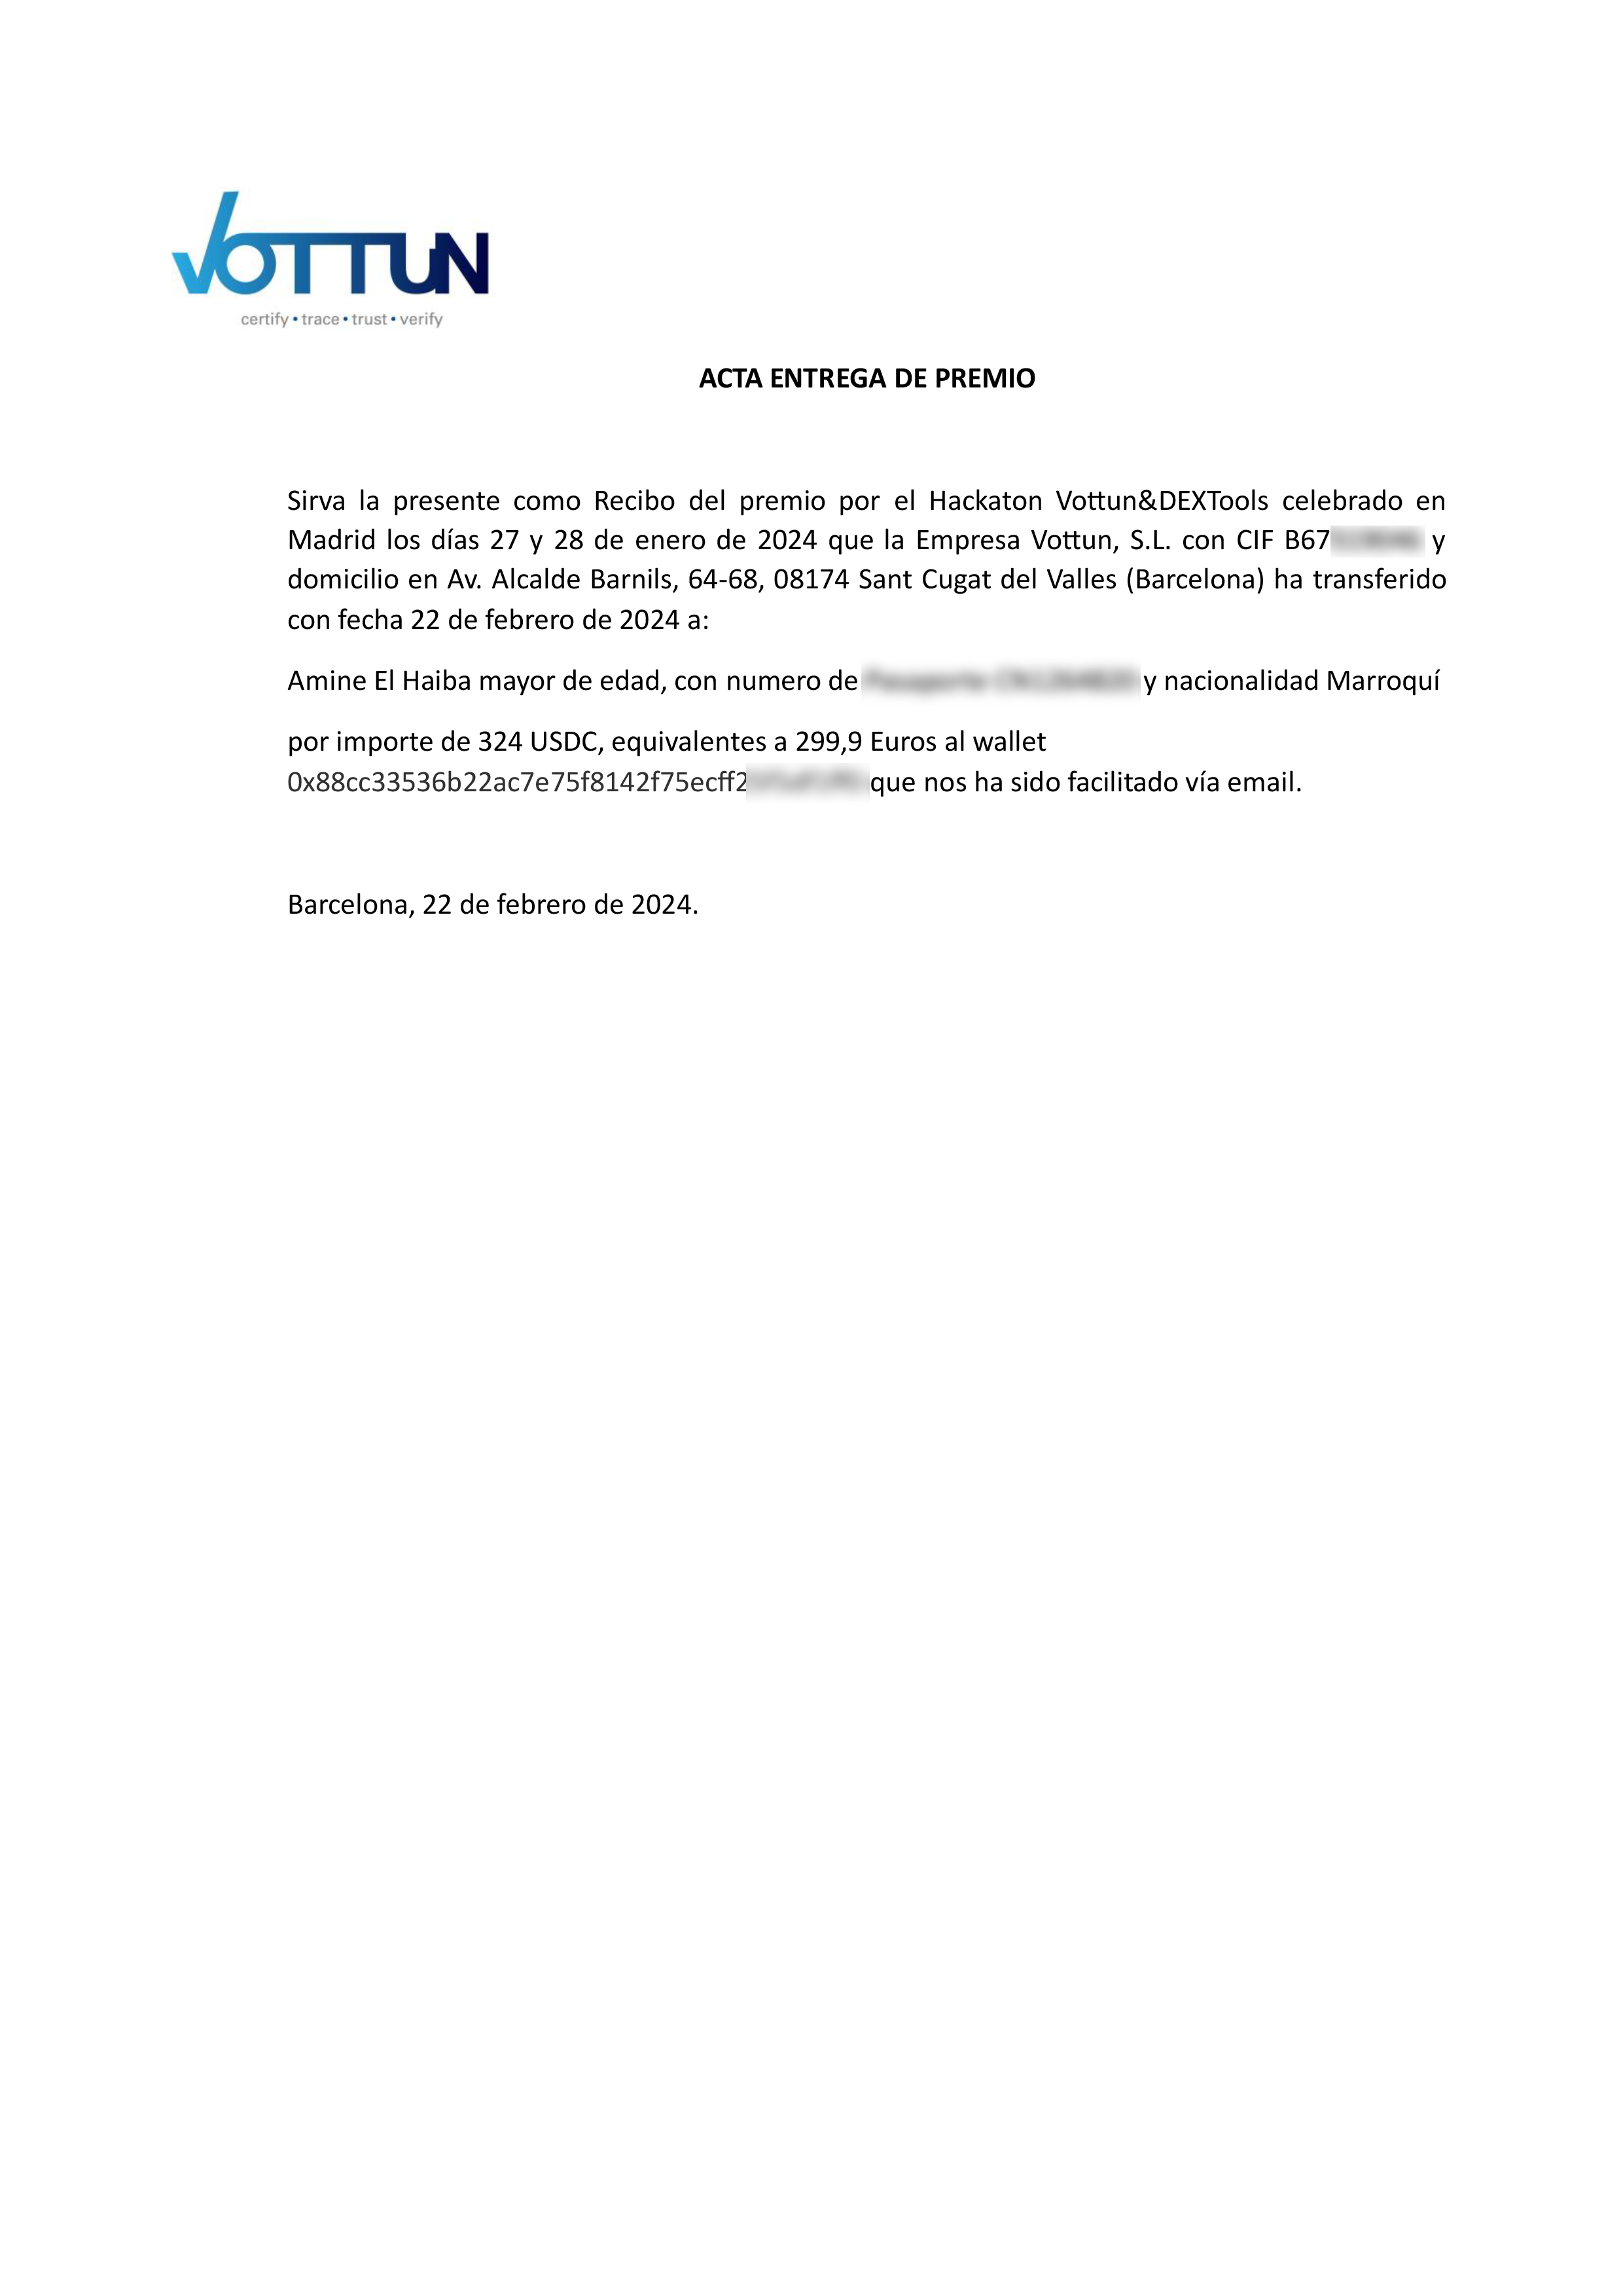 VOTTUN
certify • trace • trust • verify
ACTA ENTREGA DE PREMIO
Sirva la presente como Recibo del premio por el Hackaton Vottun&DEXTools celebrado en
Madrid los días 27 y 28 de enero de 2024 que la Empresa Vottun, S.L. con CIF B67 y
domicilio en Av. Alcalde Barnils, 64-68, 08174 Sant Cugat del Valles (Barcelona) ha transferido
con fecha 22 de febrero de 2024 a:
Amine El Haiba mayor de edad, con numero de y nacionalidad Marroquí
por importe de 324 USDC, equivalentes a 299,9 Euros al wallet
0x88cc33536b22ac7e75f8142f75ecff2 que nos ha sido facilitado vía email.
Barcelona, 22 de febrero de 2024.